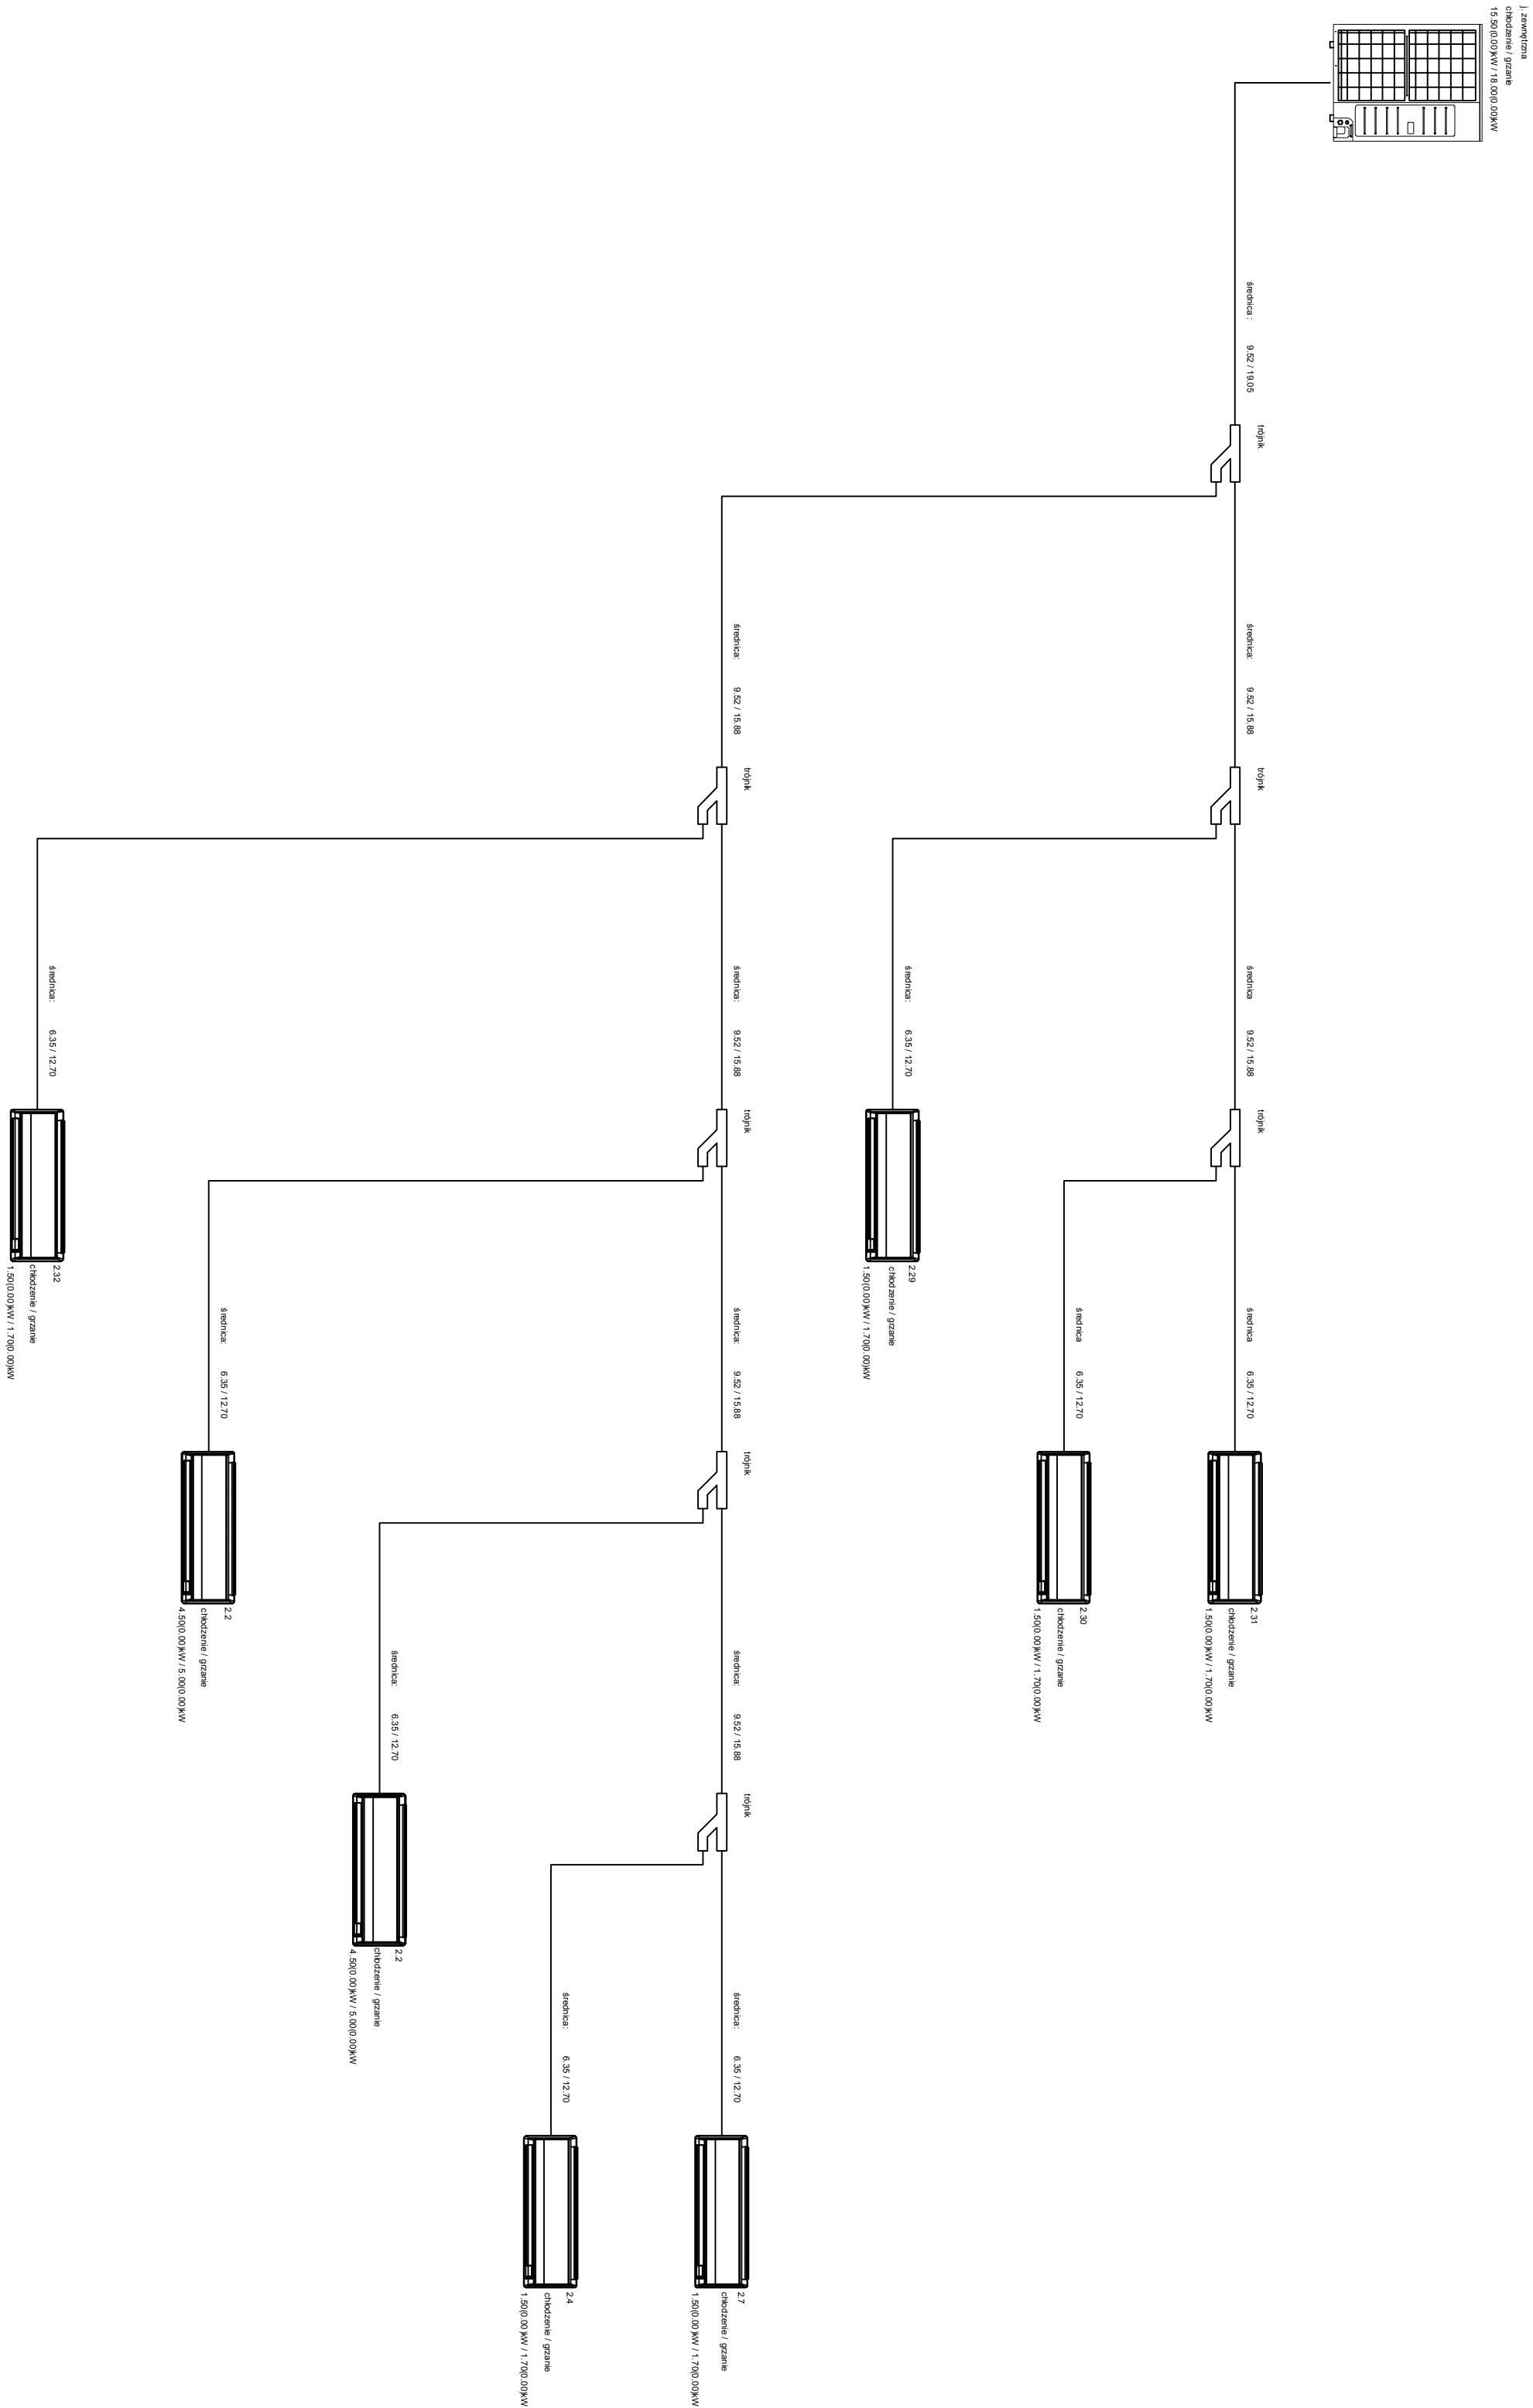 j. zewnętrzna
chłodzenie / grzanie
15.50(0.00)kW / 18.00(0.00)kW
średnica : 9.52 / 19.05
trójnik
średnica: 9.52 / 15.88
trójnik
średnica 9.52 / 15.88
trójnik
średnica 6.35 / 12.70
2.31
chłodzenie / grzanie
1.50(0.00)kW / 1.70(0.00)kW
średnica 6.35 / 12.70
2.30
chłodzenie / grzanie
1.50(0.00)kW / 1.70(0.00)kW
średnica: 6.35 / 12.70
2.29
chłodzenie / grzanie
1.50(0.00)kW / 1.70(0.00)kW
średnica: 9.52 / 15.88
trójnik
średnica: 9.52 / 15.88
trójnik
średnica: 9.52 / 15.88
trójnik
średnica: 9.52 / 15.88
trójnik
średnica: 6.35 / 12.70
2.7
chłodzenie / grzanie
1.50(0.00)kW / 1.70(0.00)kW
średnica: 6.35 / 12.70
2.4
chłodzenie / grzanie
1.50(0.00)kW / 1.70(0.00)kW
średnica: 6.35 / 12.70
2.2
chłodzenie / grzanie
4.50(0.00)kW / 5.00(0.00)kW
średnica: 6.35 / 12.70
2.2
chłodzenie / grzanie
4.50(0.00)kW / 5.00(0.00)kW
średnica: 6.35 / 12.70
2.32
chłodzenie / grzanie
1.50(0.00)kW / 1.70(0.00)kW